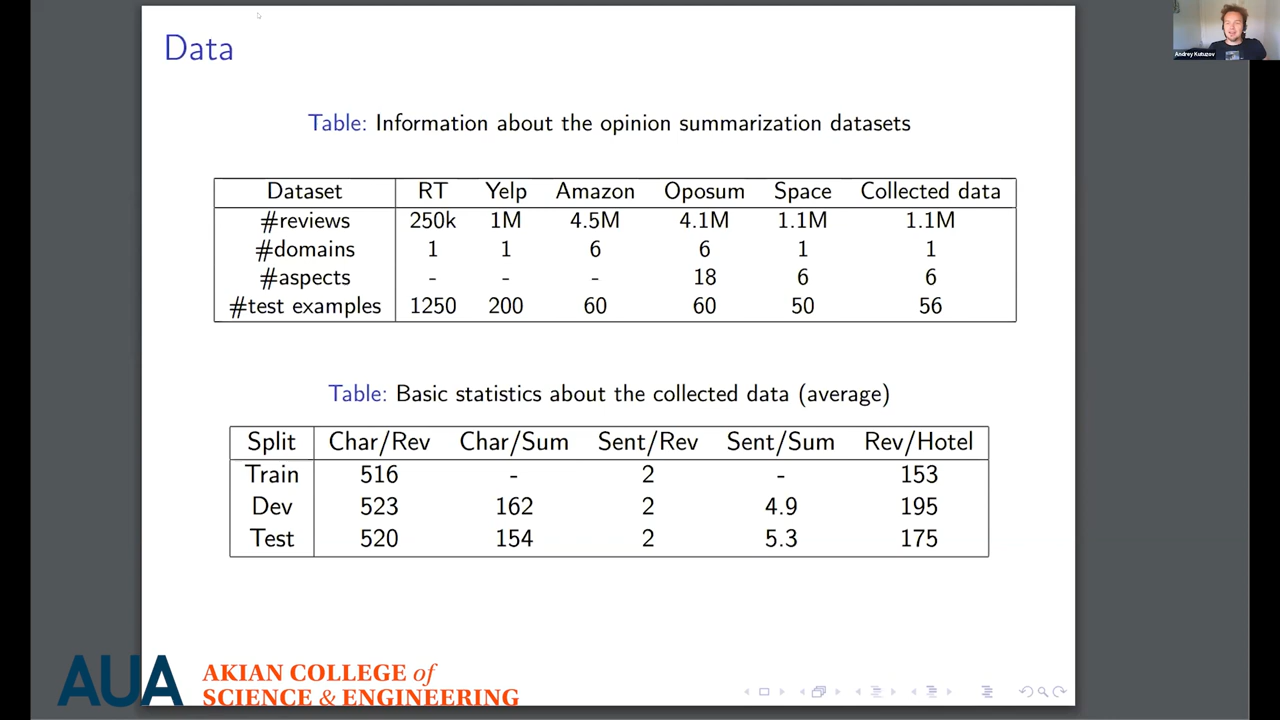 Data
Andrey Kutuzov
Table: Information about the opinion summarization datasets
Dataset RT Yelp Amazon Oposum Space Collected data
#reviews 250k 1M 4.5M 4.1M 1.1M 1.1M
#domains 1 1 6 6 1 1
#aspects - - - 18 6 6
#test examples 1250 200 60 60 50 56
Table: Basic statistics about the collected data (average)
Split Char/Rev Char/Sum Sent/Rev Sent/Sum Rev/Hotel
Train 516 - 2 - 153
Dev 523 162 2 4.9 195
Test 520 154 2 5.3 175
AUA AKIAN COLLEGE of
SCIENCE & ENGINEERING